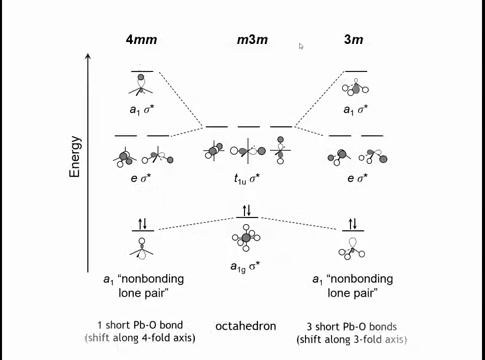 4mm
m3m
3m
Energy
a1 σ*
a1 σ*
e σ*
t1u σ*
e σ*
a1g σ*
a1 “nonbonding
lone pair”
a1 “nonbonding
lone pair”
1 short Pb-O bond
(shift along 4-fold axis)
octahedron
3 short Pb-O bonds
(shift along 3-fold axis)